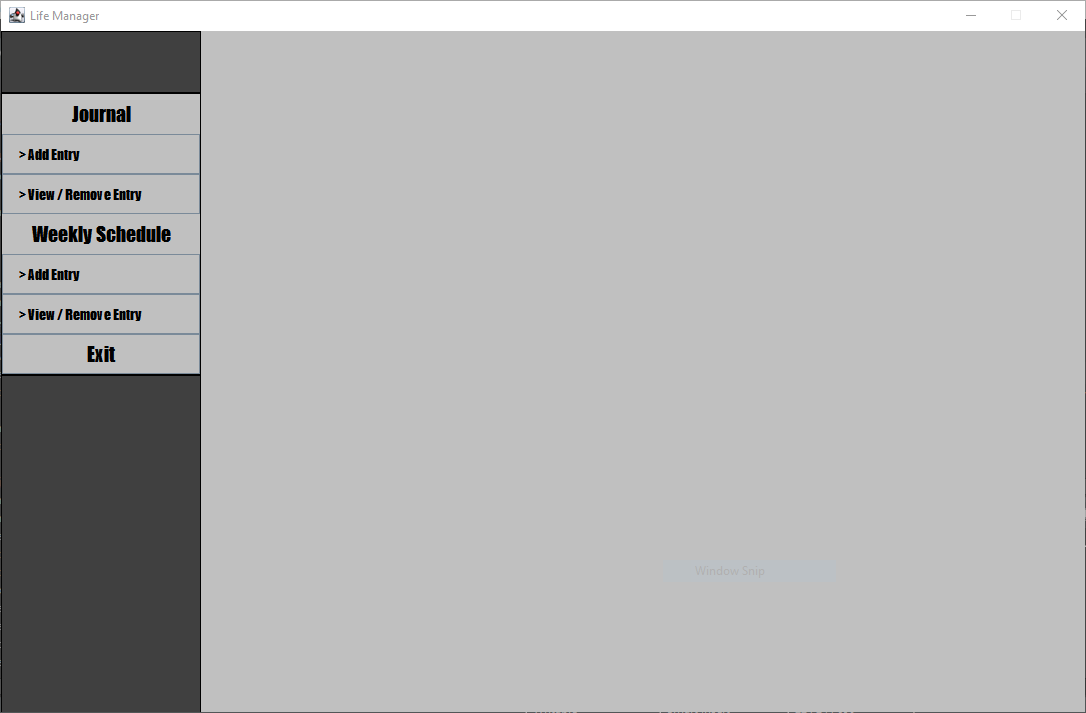 Life Manager
Journal
> Add Entry
> View / Remove Entry
Weekly Schedule
> Add Entry
> View / Remove Entry
Exit
Window Snip